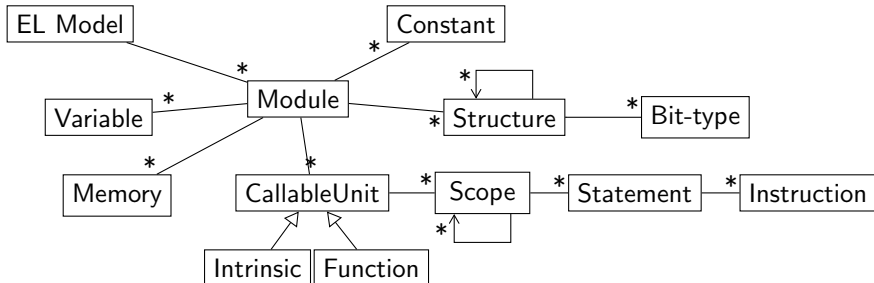 EL Model
Constant
*
*
Module
*
Variable
*
*
Structure
*
Bit-type
*
Memory
*
CallableUnit
*
Scope
*
Statement
*
Instruction
*
Intrinsic
Function